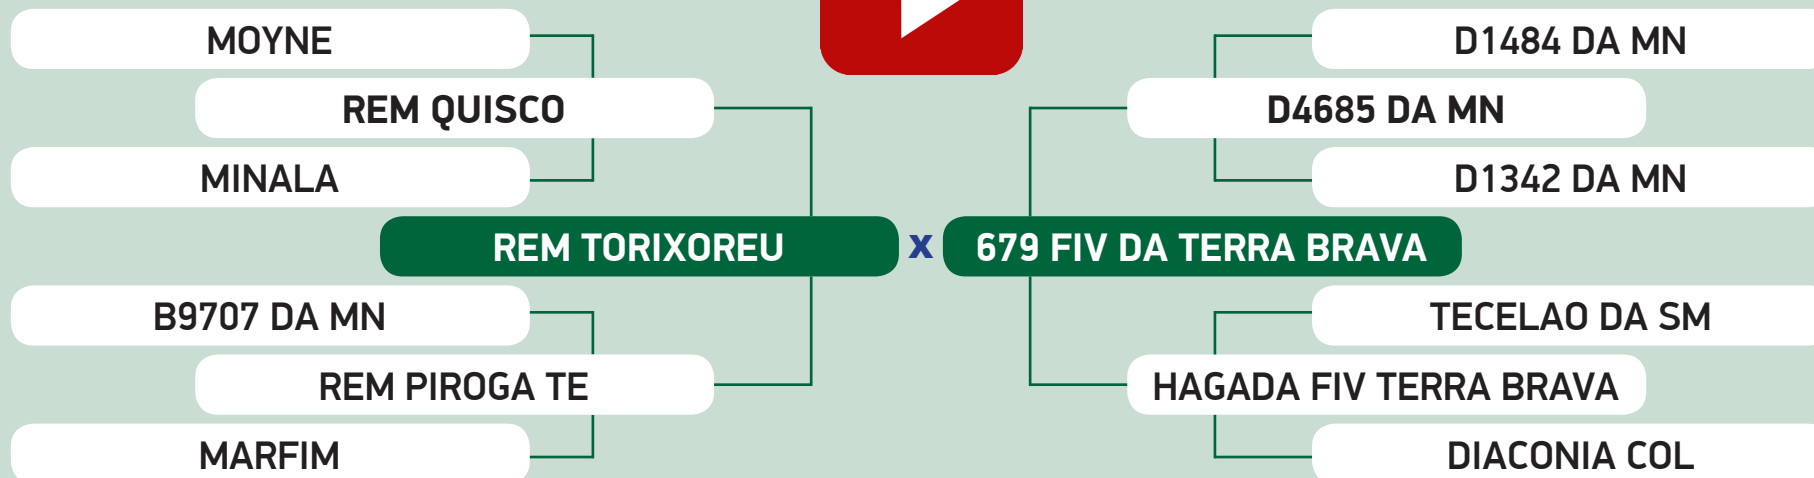 MOYNE
D1484 DA MN
REM QUISCO
D4685 DA MN
MINALA
D1342 DA MN
REM TORIXOREU x 679 FIV DA TERRA BRAVA
B9707 DA MN
TECELAO DA SM
REM PIROGA TE
HAGADA FIV TERRA BRAVA
MARFIM
DIACONIA COL